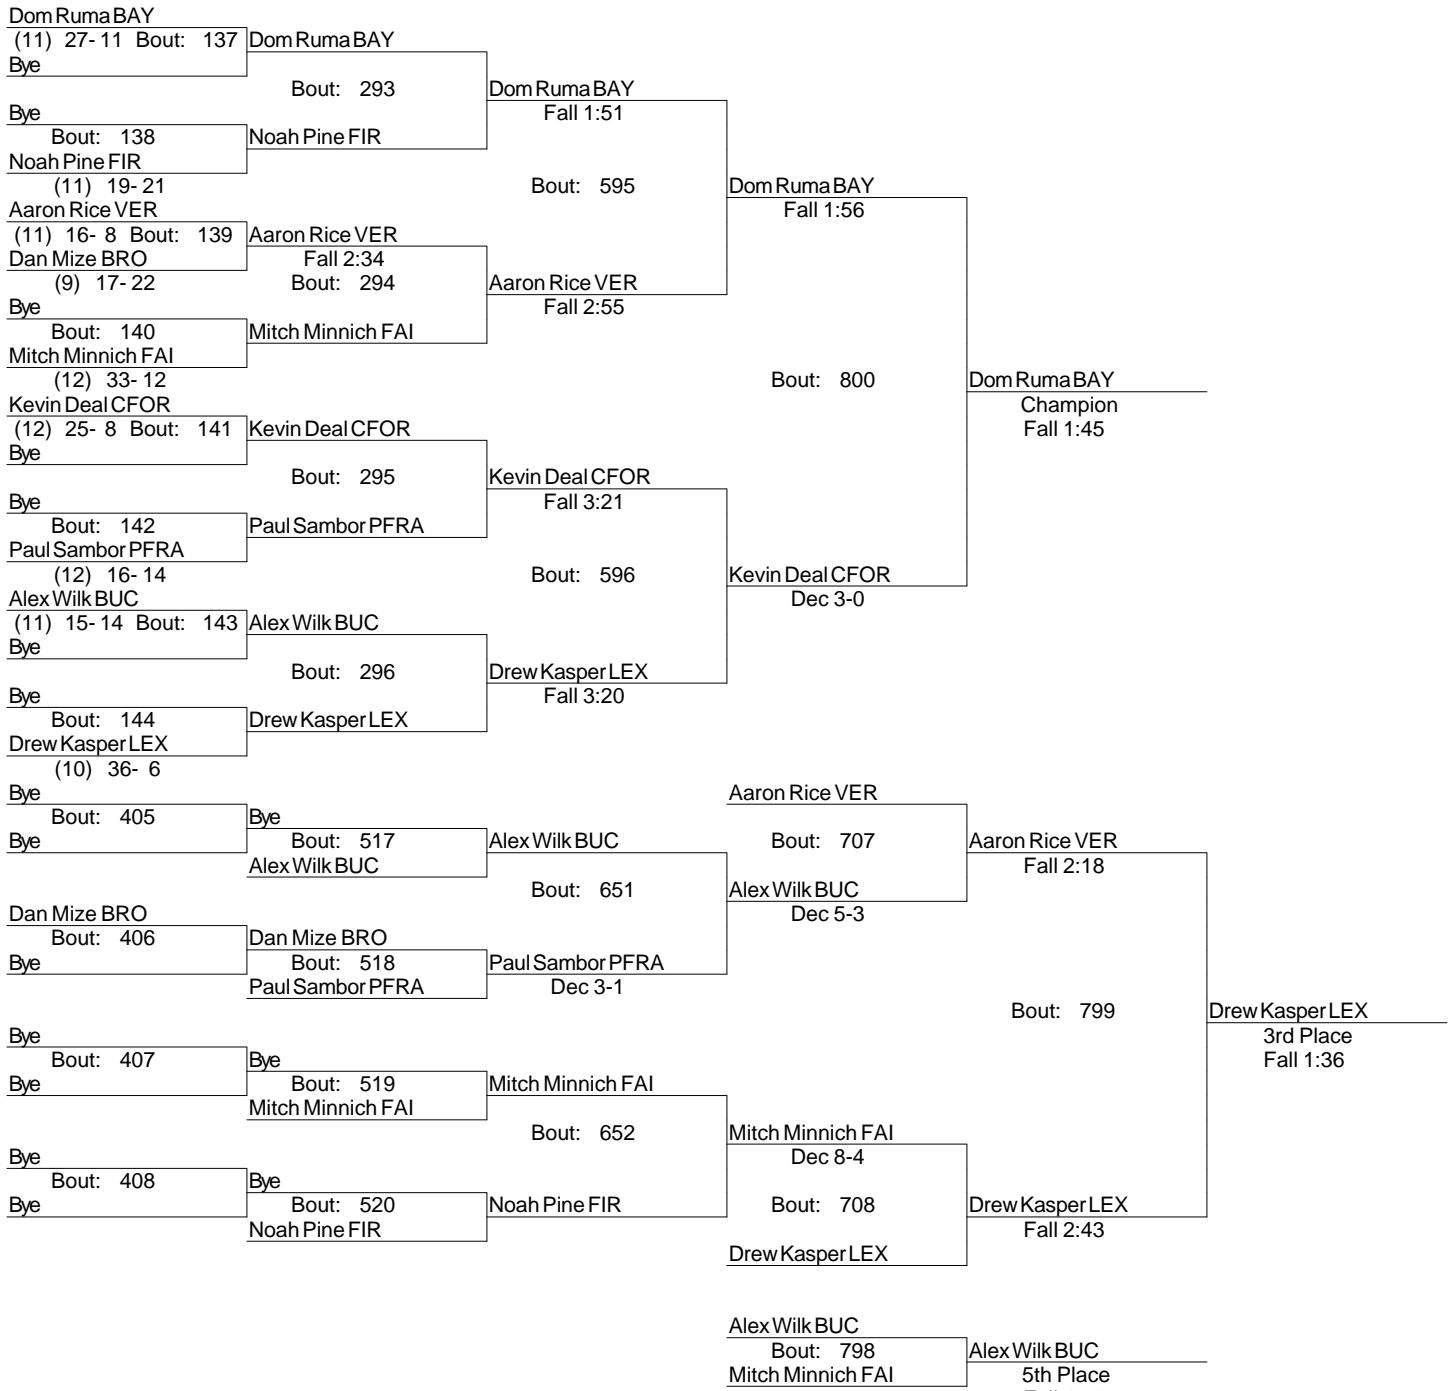 Dom Ruma BAY
(11) 27- 11 Bout: 137 Dom Ruma BAY
Bye
Bout: 293 Dom Ruma BAY
Bye Fall 1:51
Bout: 138 Noah Pine FIR
Noah Pine FIR
(11) 19- 21 Bout: 595 Dom Ruma BAY
Aaron Rice VER Fall 1:56
(11) 16- 8 Bout: 139 Aaron Rice VER
Dan Mize BRO Fall 2:34
(9) 17- 22 Bout: 294 Aaron Rice VER
Bye Fall 2:55
Bout: 140 Mitch Minnich FAI
Mitch Minnich FAI
(12) 33- 12 Bout: 800 Dom Ruma BAY
Kevin Deal CFOR Champion
(12) 25- 8 Bout: 141 Kevin Deal CFOR Fall 1:45
Bye
Bout: 295 Kevin Deal CFOR
Bye Fall 3:21
Bout: 142 Paul Sambor PFRA
Paul Sambor PFRA
(12) 16- 14 Bout: 596 Kevin Deal CFOR
Alex Wilk BUC Dec 3-0
(11) 15- 14 Bout: 143 Alex Wilk BUC
Bye
Bout: 296 Drew Kasper LEX
Bye Fall 3:20
Bout: 144 Drew Kasper LEX
Drew Kasper LEX
(10) 36- 6
Bye Aaron Rice VER
Bout: 405 Bye
Bye Bout: 517 Alex Wilk BUC Bout: 707 Aaron Rice VER
Alex Wilk BUC Fall 2:18
Bout: 651 Alex Wilk BUC
Dan Mize BRO Dec 5-3
Bout: 406 Dan Mize BRO
Bye Bout: 518 Paul Sambor PFRA
Paul Sambor PFRA Dec 3-1
Bout: 799 Drew Kasper LEX
Bye 3rd Place
Bout: 407 Bye Fall 1:36
Bye Bout: 519 Mitch Minnich FAI
Mitch Minnich FAI
Bout: 652 Mitch Minnich FAI
Bye Dec 8-4
Bout: 408 Bye
Bye Bout: 520 Noah Pine FIR Bout: 708 Drew Kasper LEX
Noah Pine FIR Fall 2:43
Drew Kasper LEX
Alex Wilk BUC
Bout: 798 Alex Wilk BUC
Mitch Minnich FAI 5th Place